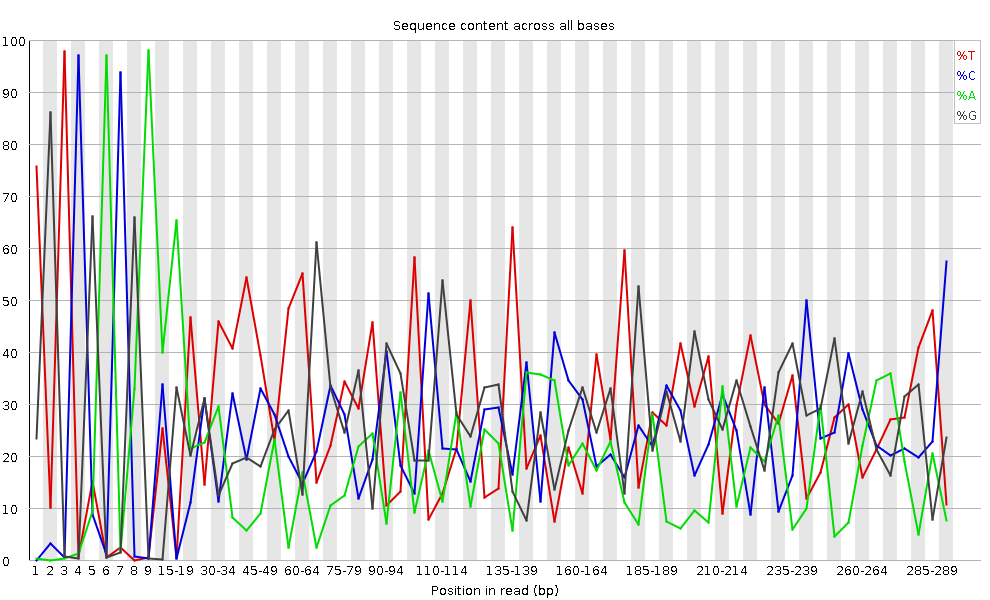 Sequence content across all bases
100
90
80
70
60
50
40
30
20
10
0
%T
%C
%A
%G
1 2 3 4 5 6 7 8 9 15-19 30-34 45-49 60-64 75-79 90-94 110-114 135-139 160-164 185-189 210-214 235-239 260-264 285-289
Position in read (bp)